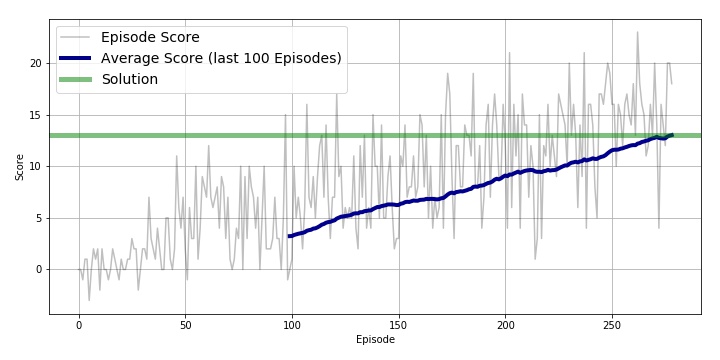 Episode Score
Average Score (last 100 Episodes)
Solution
20
15
10
5
0
Score
0 50 100 150 200 250
Episode